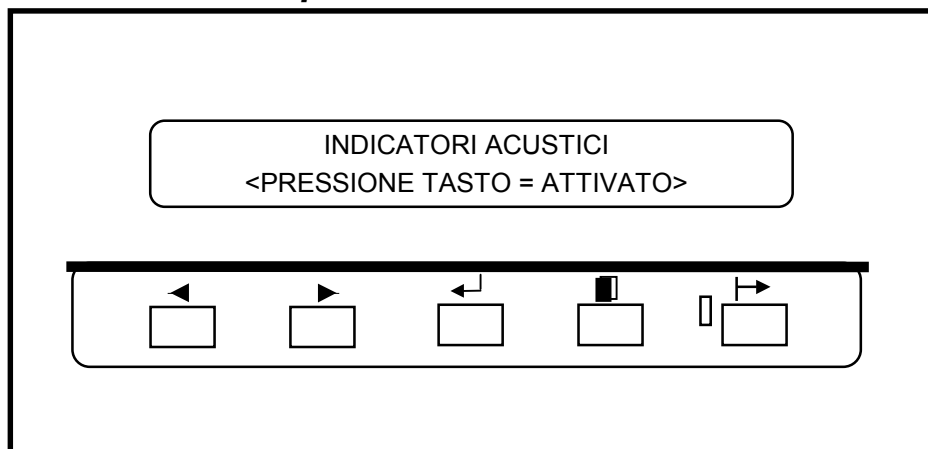 INDICATORI ACUSTICI
<PRESSIONE TASTO = ATTIVATO>